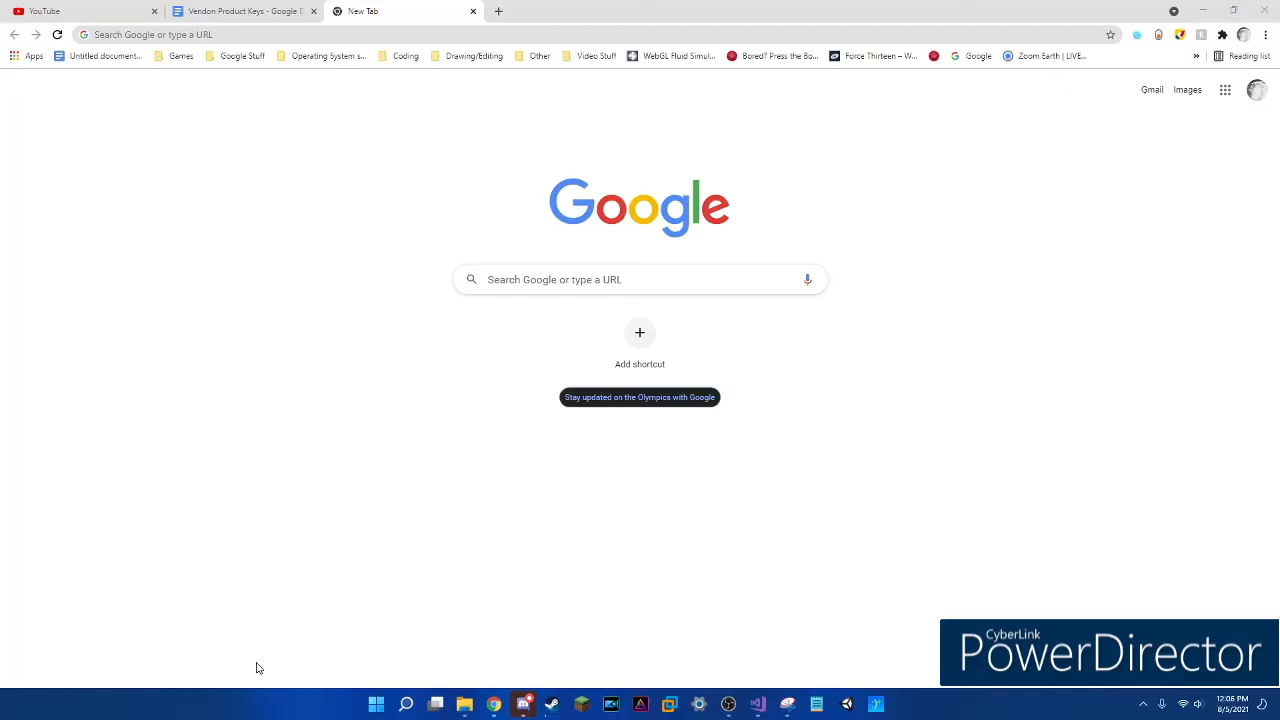 YouTube
Vendon Product Keys - Google D
New Tab
Search Google or type a URL
Apps
Untitled document...
Games
Google Stuff
Operating System s...
Coding
Drawing/Editing
Other
Video Stuff
WebGL Fluid Simul...
Bored? Press the Bo...
Force Thirteen – W...
Google
Zoom Earth | LIVE...
»
Reading list
Gmail
Images
Google
Search Google or type a URL
Add shortcut
Stay updated on the Olympics with Google
CyberLink
PowerDirector
12:06 PM
8/5/2021